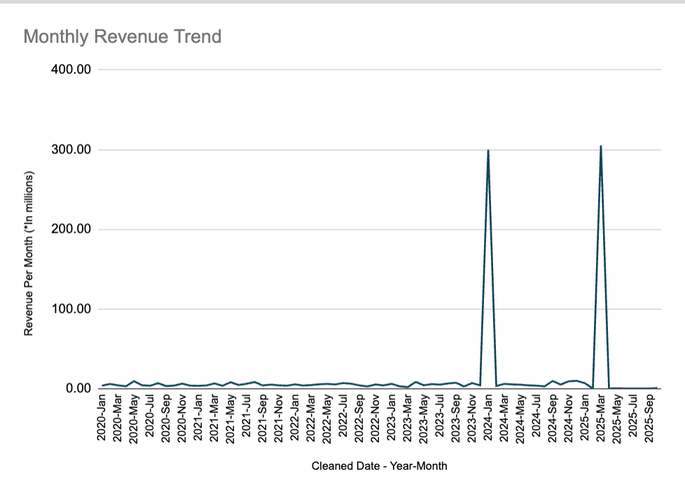 Monthly Revenue Trend
400.00
300.00
200.00
100.00
0.00
Revenue Per Month (*In millions)
2020-Jan
2020-Mar
2020-May
2020-Jul
2020-Sep
2020-Nov
2021-Jan
2021-Mar
2021-May
2021-Jul
2021-Sep
2021-Nov
2022-Jan
2022-Mar
2022-May
2022-Jul
2022-Sep
2022-Nov
2023-Jan
2023-Mar
2023-May
2023-Jul
2023-Sep
2023-Nov
2024-Jan
2024-Mar
2024-May
2024-Jul
2024-Sep
2024-Nov
2025-Jan
2025-Mar
2025-May
2025-Jul
2025-Sep
Cleaned Date - Year-Month